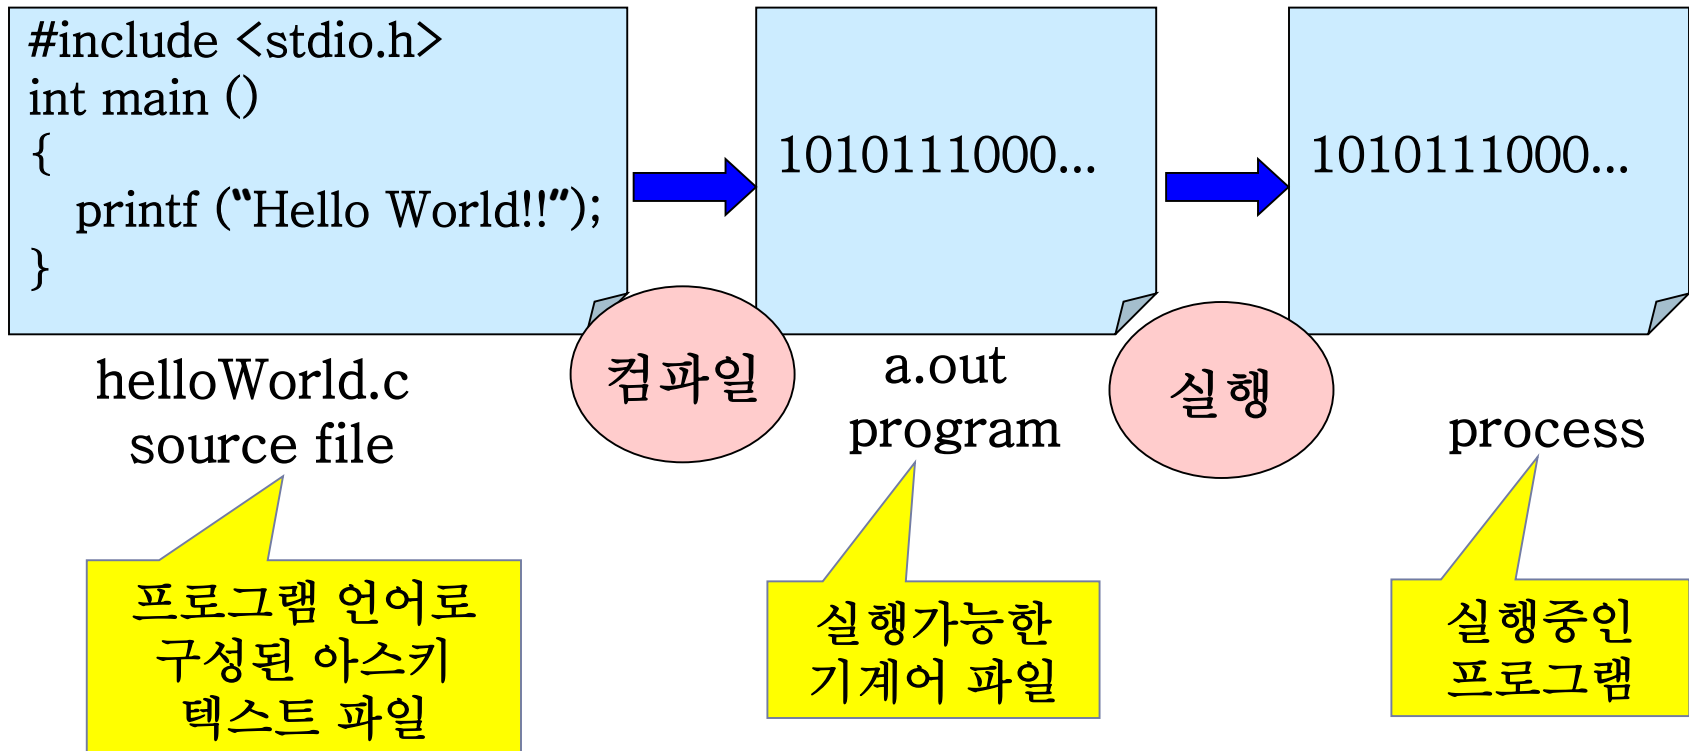 #include <stdio.h>
int main ()
{
printf (“Hello World!!”);
}
1010111000...
1010111000...
컴파일
실행
helloWorld.c
source file
a.out
program
process
프로그램 언어로
구성된 아스키
텍스트 파일
실행가능한
기계어 파일
실행중인
프로그램